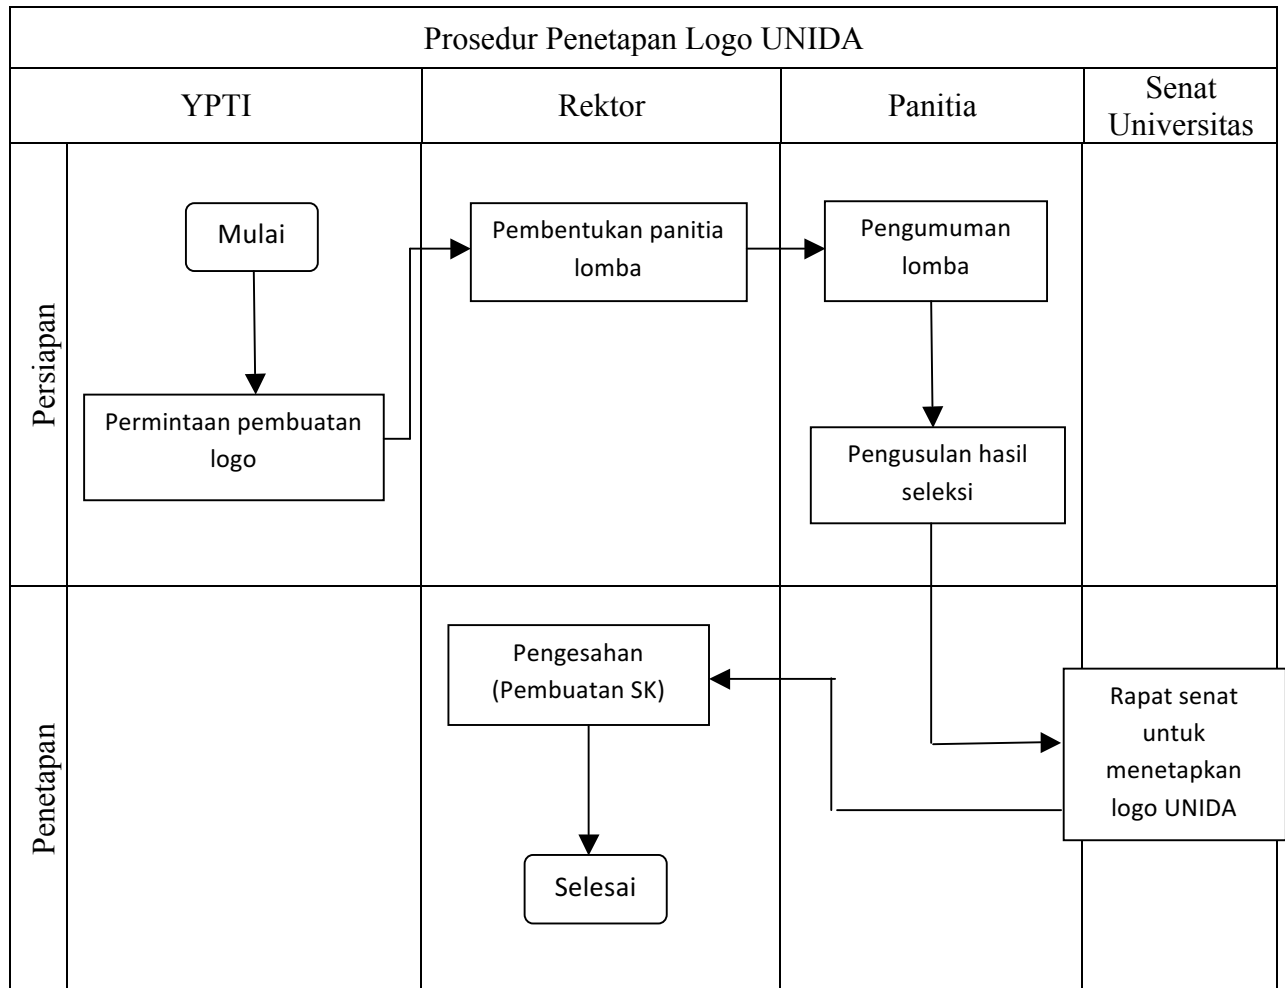 Prosedur Penetapan Logo UNIDA
YPTI
Rektor
Panitia
Senat
Universitas
Persiapan
Mulai
Permintaan pembuatan
logo
Pembentukan panitia
lomba
Pengumuman
lomba
Pengusulan hasil
seleksi
Penetapan
Rapat senat
untuk
menetapkan
logo UNIDA
Pengesahan
(Pembuatan SK)
Selesai